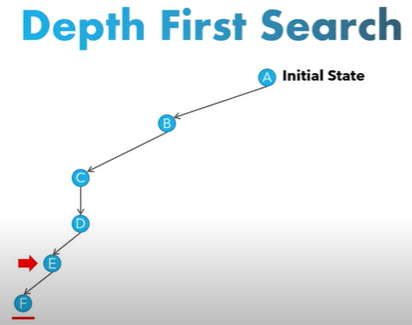 Depth First Search
A Initial State
B
C
D
E
F